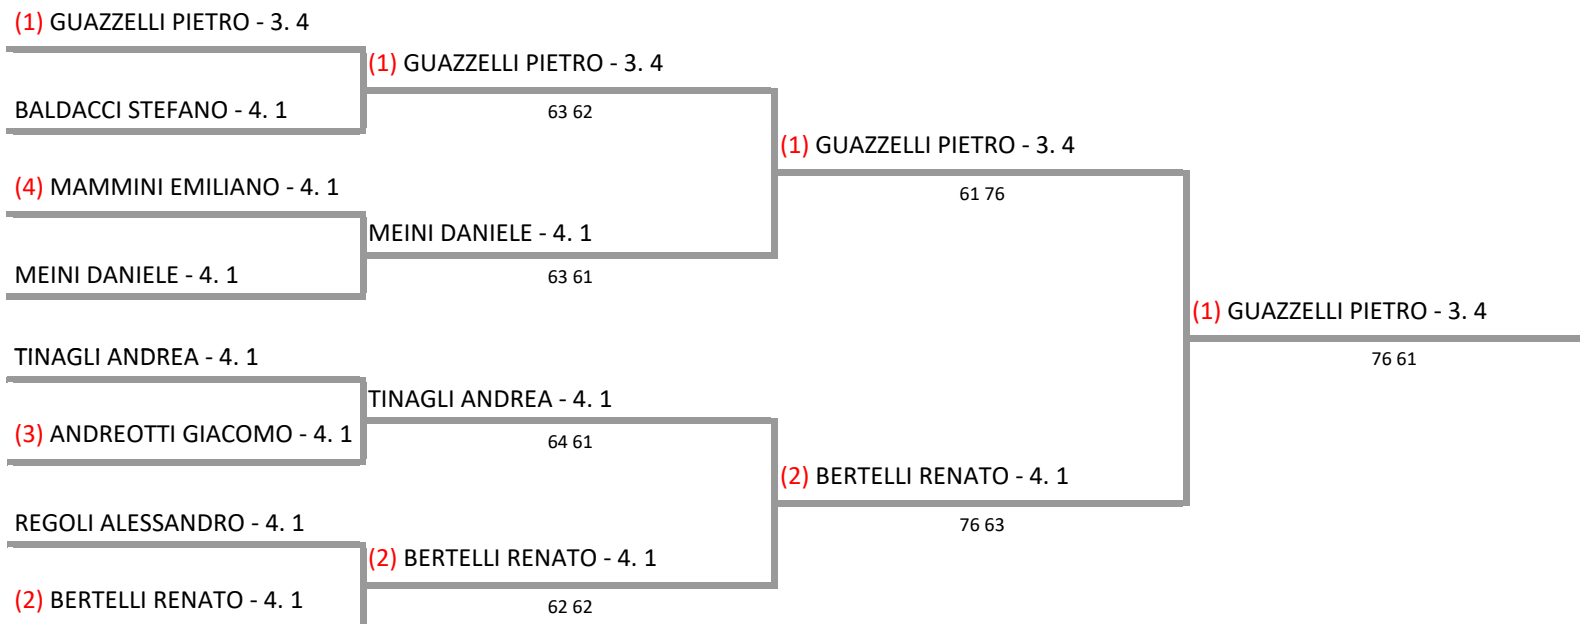 (1) GUAZZELLI PIETRO - 3. 4
BALDACCI STEFANO - 4. 1
(4) MAMMINI EMILIANO - 4. 1
MEINI DANIELE - 4. 1
TINAGLI ANDREA - 4. 1
(3) ANDREOTTI GIACOMO - 4. 1
REGOLI ALESSANDRO - 4. 1
(2) BERTELLI RENATO - 4. 1
(1) GUAZZELLI PIETRO - 3. 4
63 62
MEINI DANIELE - 4. 1
63 61
TINAGLI ANDREA - 4. 1
64 61
(2) BERTELLI RENATO - 4. 1
62 62
(1) GUAZZELLI PIETRO - 3. 4
61 76
(2) BERTELLI RENATO - 4. 1
76 63
(1) GUAZZELLI PIETRO - 3. 4
76 61